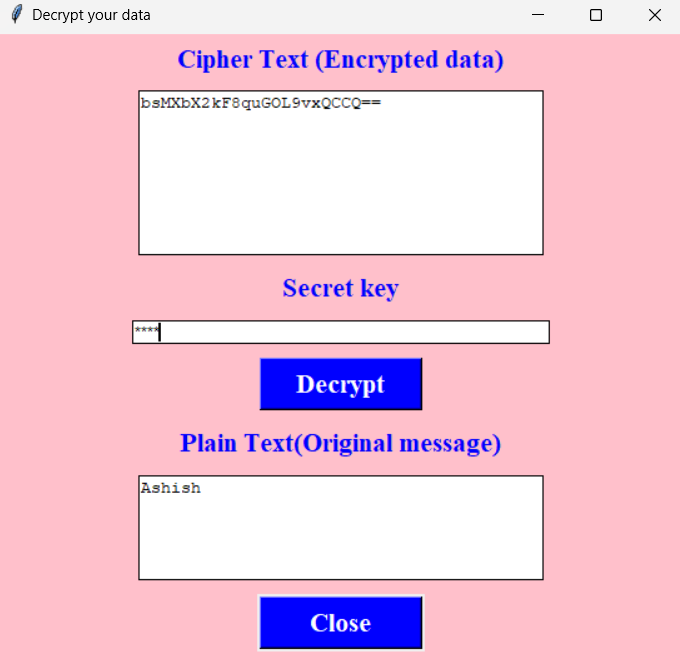 Decrypt your data
Cipher Text (Encrypted data)
bsMXbX2kF8quGOL9vxQCCQ==
Secret key
****
Decrypt
Plain Text(Original message)
Ashish
Close